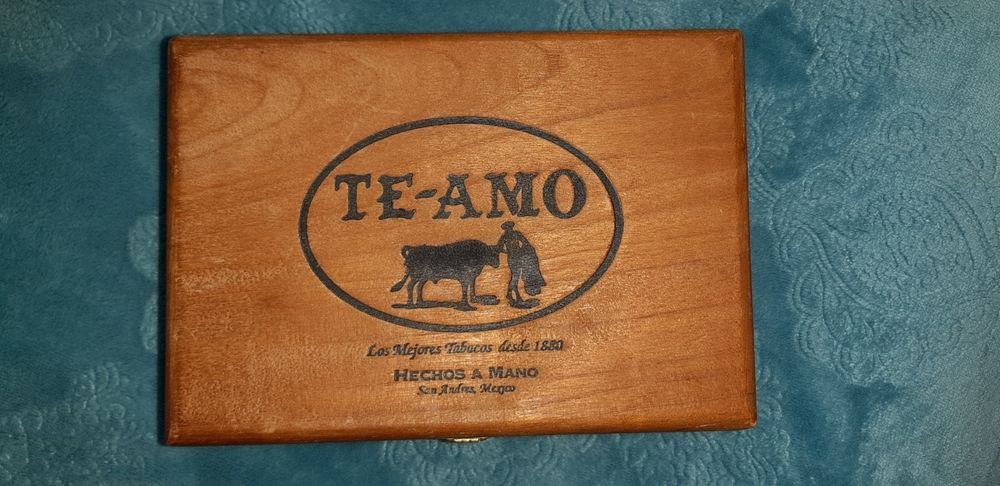 TE-AMO
Los Mejores Tabacos desde 1880
HECHOS A MANO
San Andres, Mexico